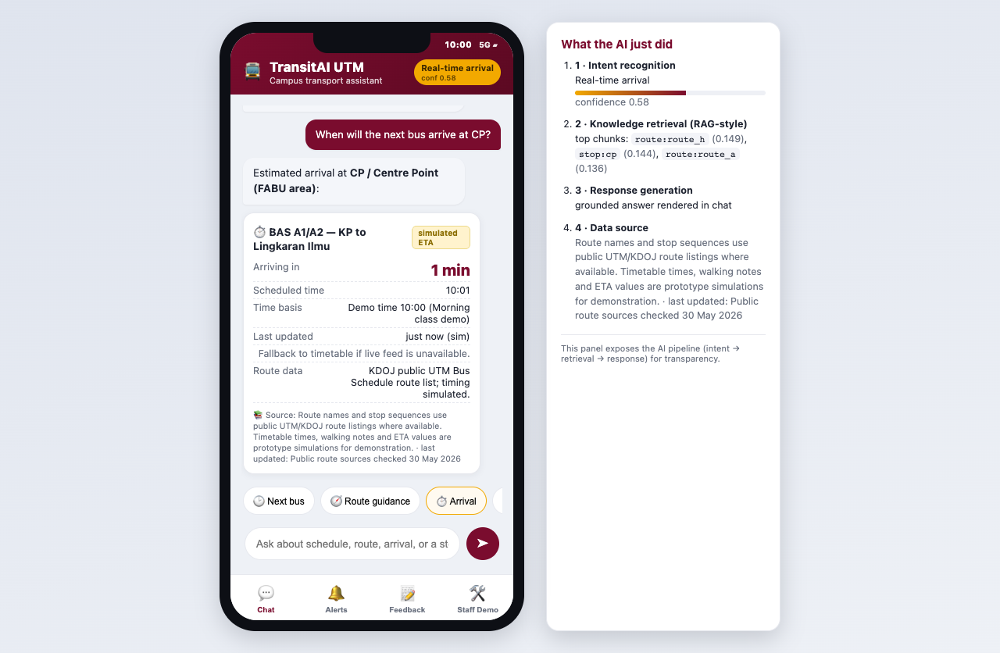 10:00 5G
TransitAI UTM
Campus transport assistant
Real-time arrival
conf 0.58
When will the next bus arrive at CP?
Estimated arrival at CP / Centre Point
(FABU area):
BAS A1/A2 — KP to
Lingkaran Ilmu
simulated
ETA
Arriving in 1 min
Scheduled time 10:01
Time basis Demo time 10:00 (Morning
class demo)
Last updated just now (sim)
Fallback to timetable if live feed is unavailable.
Route data KDOJ public UTM Bus
Schedule route list; timing
simulated.
Source: Route names and stop sequences use
public UTM/KDOJ route listings where available.
Timetable times, walking notes and ETA values are
prototype simulations for demonstration. · last
updated: Public route sources checked 30 May 2026
Next bus
Route guidance
Arrival
Ask about schedule, route, arrival, or a st
Chat
Alerts
Feedback
Staff Demo
What the AI just did
1. 1 · Intent recognition
Real-time arrival
confidence 0.58
2. 2 · Knowledge retrieval (RAG-style)
top chunks: route:route_h (0.149),
stop:cp (0.144), route:route_a
(0.136)
3. 3 · Response generation
grounded answer rendered in chat
4. 4 · Data source
Route names and stop sequences use
public UTM/KDOJ route listings where
available. Timetable times, walking notes
and ETA values are prototype simulations
for demonstration. · last updated: Public
route sources checked 30 May 2026
This panel exposes the AI pipeline (intent →
retrieval → response) for transparency.